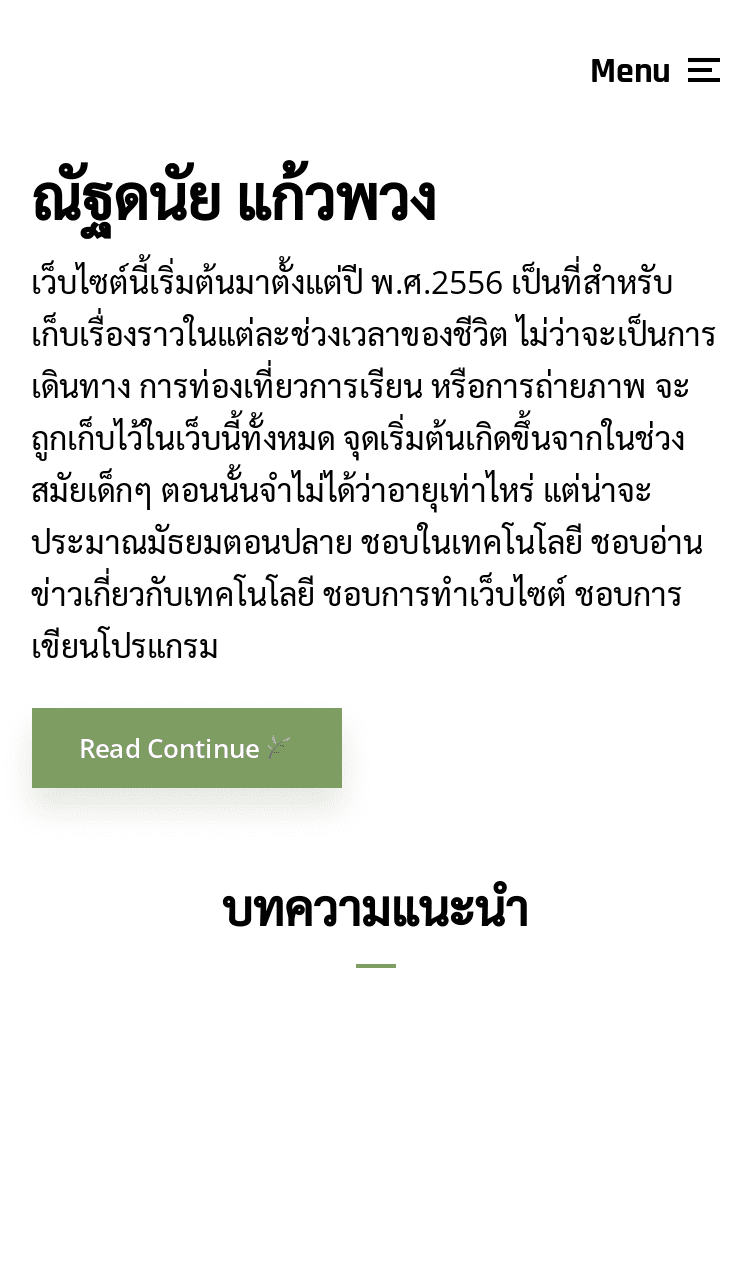 Menu
ณัฐดนัย แก้วพวง
เว็บไซต์นี้เริ่มต้นมาตั้งแต่ปี พ.ศ.2556 เป็นที่สำหรับ
เก็บเรื่องราวในแต่ละช่วงเวลาของชีวิต ไม่ว่าจะเป็นการ
เดินทาง การท่องเที่ยวการเรียน หรือการถ่ายภาพ จะ
ถูกเก็บไว้ในเว็บนี้ทั้งหมด จุดเริ่มต้นเกิดขึ้นจากในช่วง
สมัยเด็กๆ ตอนนั้นจำไม่ได้ว่าอายุเท่าไหร่ แต่น่าจะ
ประมาณมัธยมตอนปลาย ชอบในเทคโนโลยี ชอบอ่าน
ข่าวเกี่ยวกับเทคโนโลยี ชอบการทำเว็บไซต์ ชอบการ
เขียนโปรแกรม
Read Continue
บทความแนะนำ